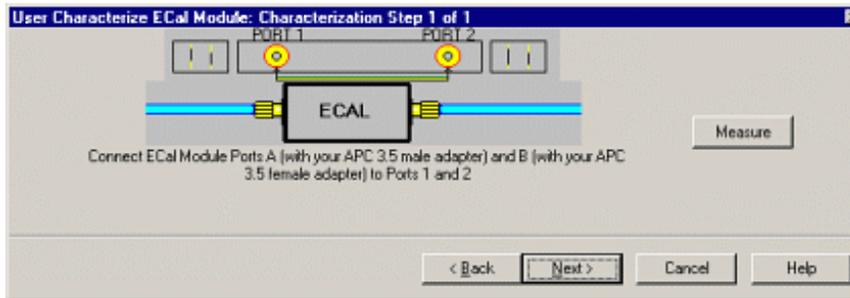 User Characterize ECal Module: Characterization Step 1 of 1
PORT 1 PORT 2
ECAL
Measure
Connect ECal Module Ports A (with your APC 3.5 male adapter) and B (with your APC
3.5 female adapter) to Ports 1 and 2
< Back Next > Cancel Help